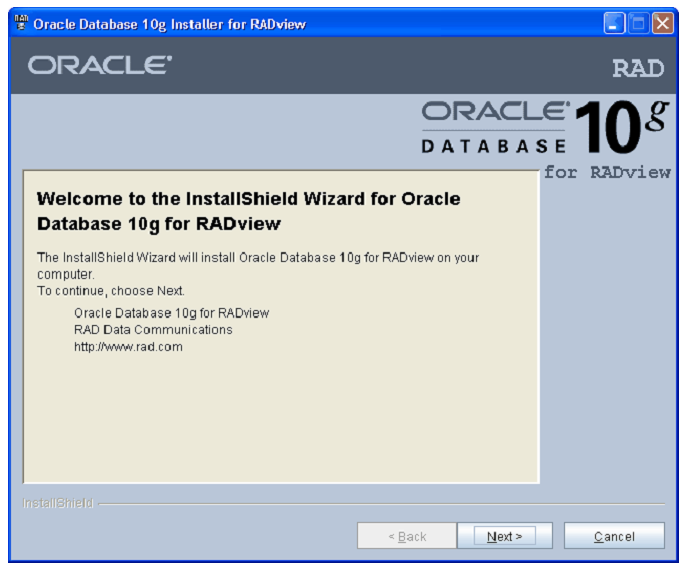 Oracle Database 10g Installer for RADview
ORACLE®
RAD
ORACLE® 10g
DATABASE
for RADview
Welcome to the InstallShield Wizard for Oracle
Database 10g for RADview
The InstallShield Wizard will install Oracle Database 10g for RADview on your
computer.
To continue, choose Next.
Oracle Database 10g for RADview
RAD Data Communications
http://www.rad.com
InstallShield
< Back
Next >
Cancel